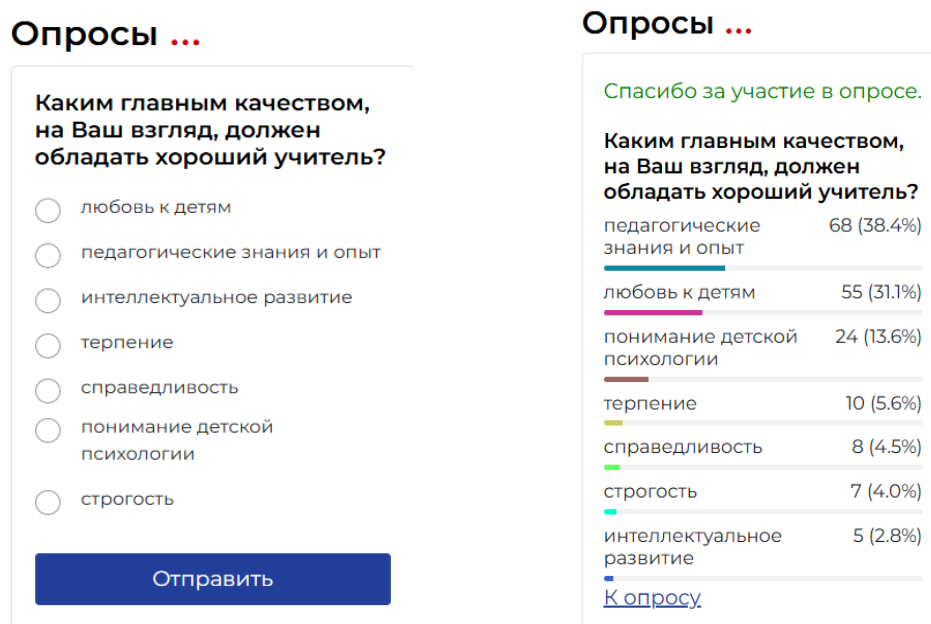 Опросы ...
Каким главным качеством,
на Ваш взгляд, должен
обладать хороший учитель?
любовь к детям
педагогические знания и опыт
интеллектуальное развитие
терпение
справедливость
понимание детской
психологии
строгость
Отправить
Опросы ...
Спасибо за участие в опросе.
Каким главным качеством,
на Ваш взгляд, должен
обладать хороший учитель?
педагогические 68 (38.4%)
знания и опыт
любовь к детям 55 (31.1%)
понимание детской 24 (13.6%)
психологии
терпение 10 (5.6%)
справедливость 8 (4.5%)
строгость 7 (4.0%)
интеллектуальное 5 (2.8%)
развитие
К опросу